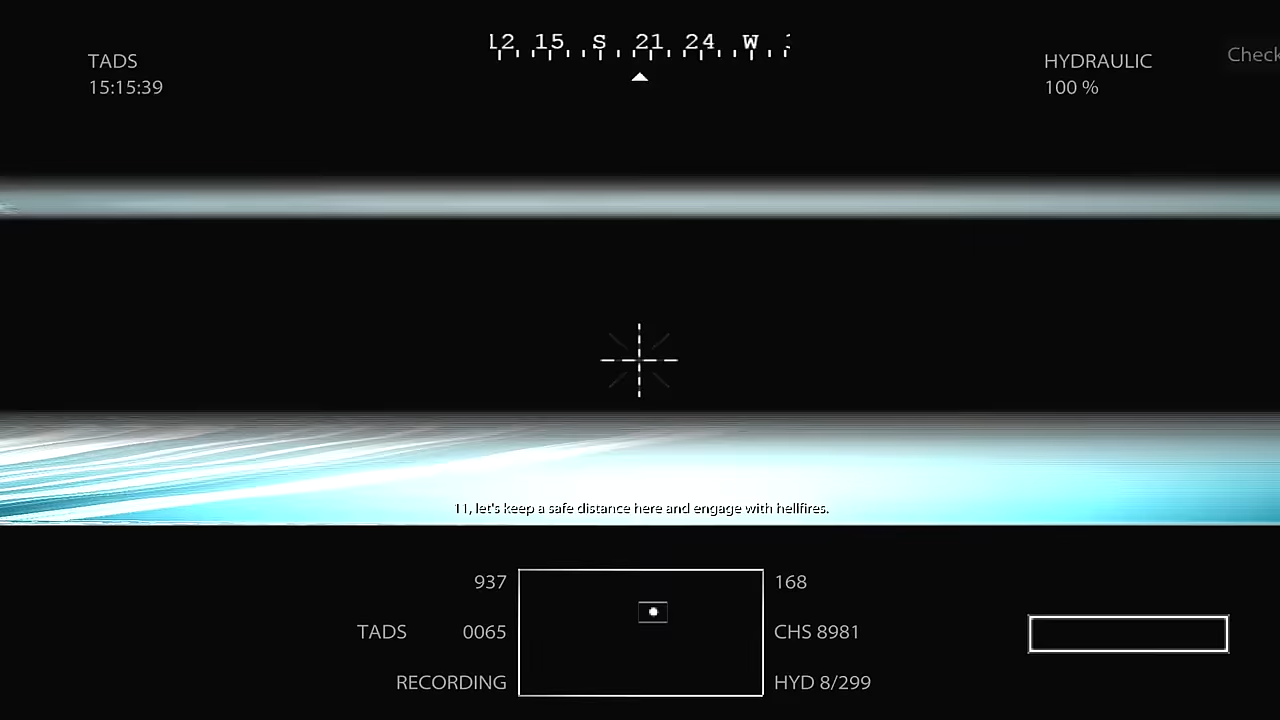 12 15 S 21 24 W
TADS
15:15:39
HYDRAULIC
100 %
Check
11, let's keep a safe distance here and engage with hellfires.
937
168
TADS 0065
CHS 8981
RECORDING
HYD 8/299